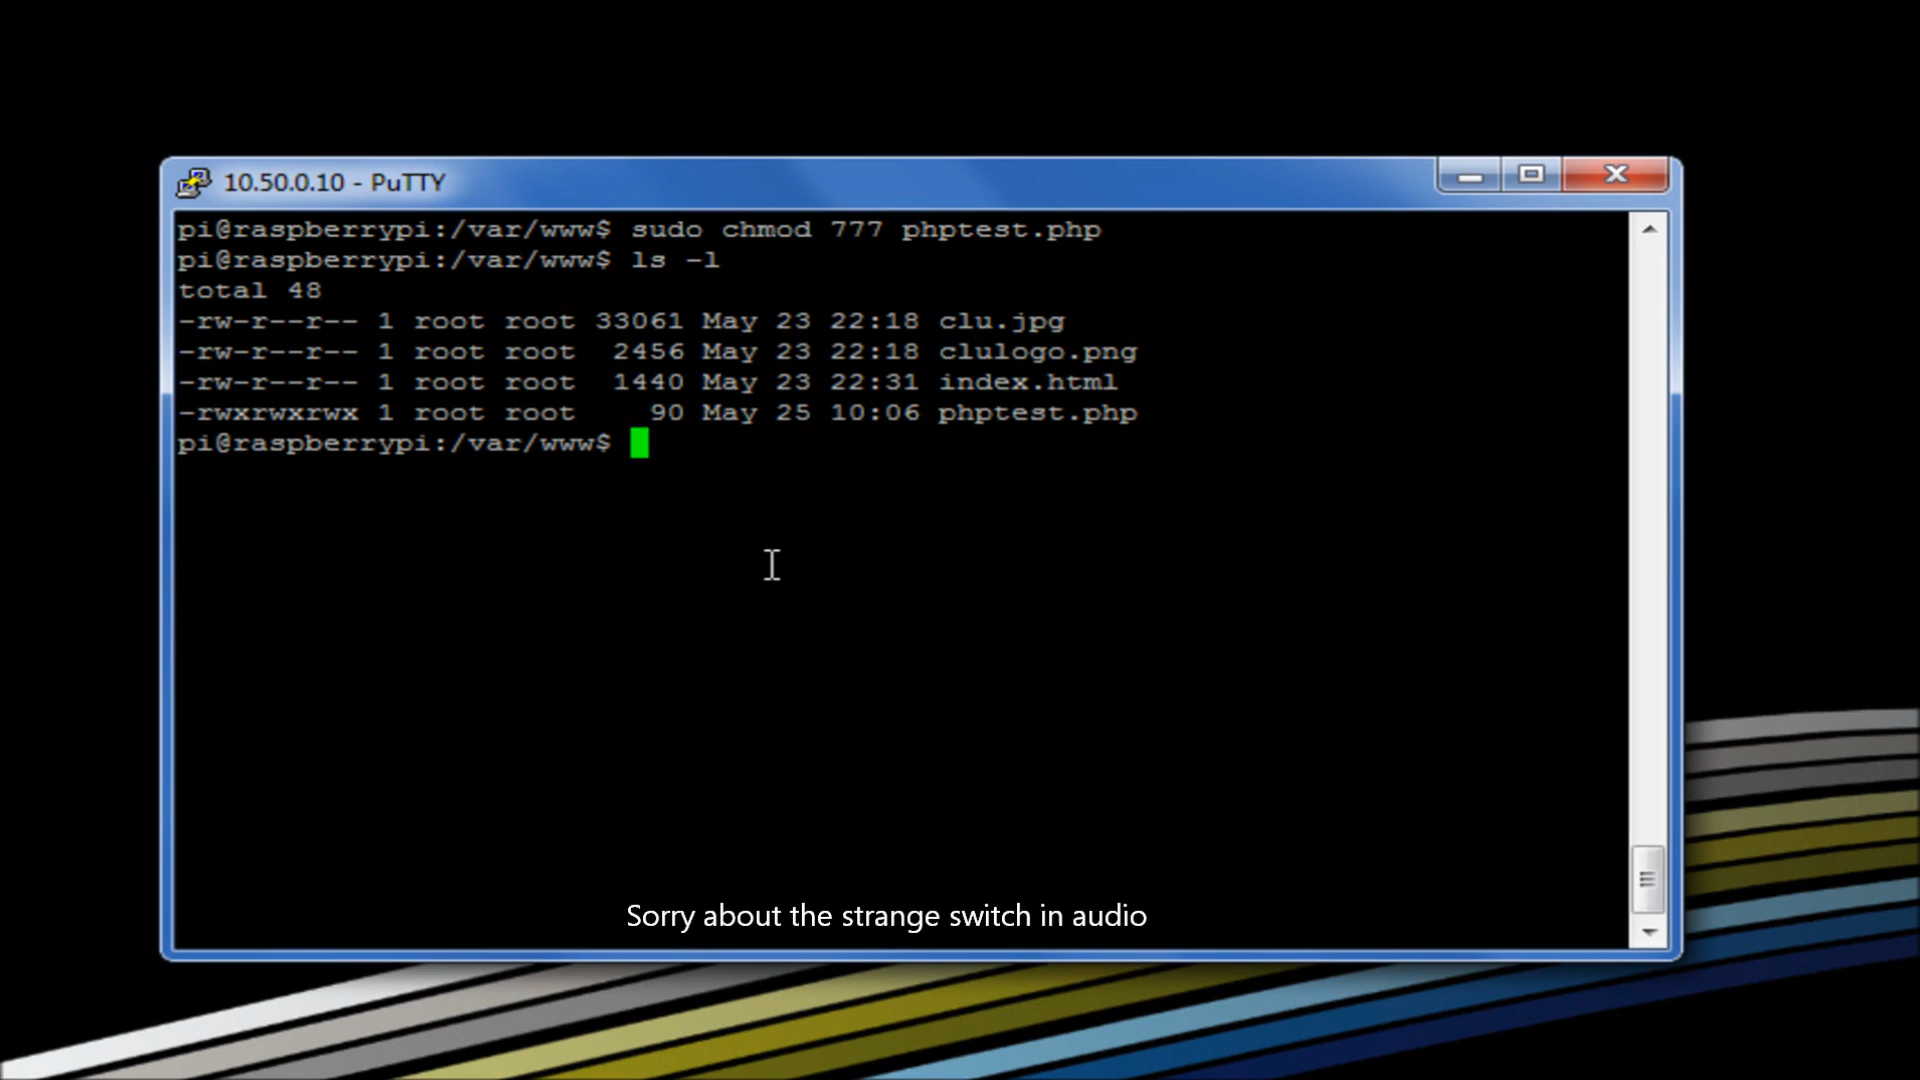 10.50.0.10 - PuTTY
pi@raspberrypi:/var/www$ sudo chmod 777 phptest.php
pi@raspberrypi:/var/www$ ls -l
total 48
-rw-r--r-- 1 root root 33061 May 23 22:18 clu.jpg
-rw-r--r-- 1 root root  2456 May 23 22:18 clulogo.png
-rw-r--r-- 1 root root  1440 May 23 22:31 index.html
-rwxrwxrwx 1 root root    90 May 25 10:06 phptest.php
pi@raspberrypi:/var/www$
Sorry about the strange switch in audio